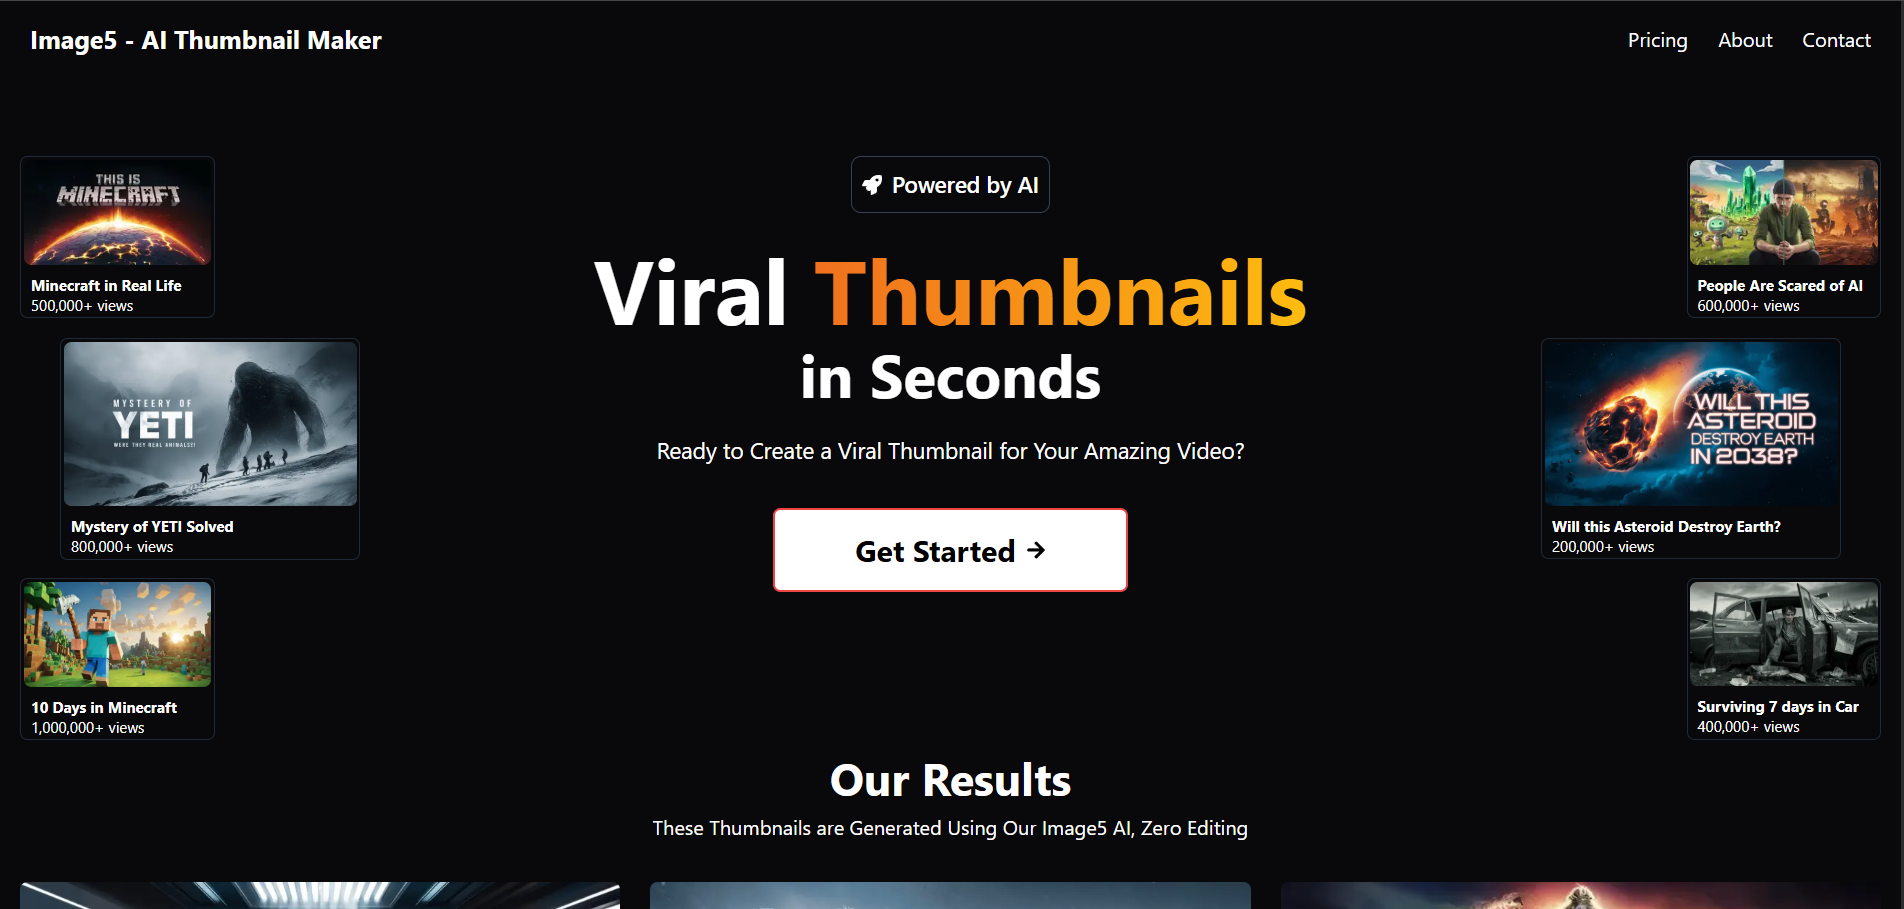 Image5 - AI Thumbnail Maker
Pricing
About
Contact
THIS IS
MINECRAFT
Minecraft in Real Life
500,000+ views
MYSTEERY OF
YETI
WERE THEY REAL ANIMALS?!
Mystery of YETI Solved
800,000+ views
10 Days in Minecraft
1,000,000+ views
Powered by AI
Viral Thumbnails
in Seconds
Ready to Create a Viral Thumbnail for Your Amazing Video?
Get Started →
People Are Scared of AI
600,000+ views
WILL THIS
ASTEROID
DESTROY EARTH
IN 2038?
Will this Asteroid Destroy Earth?
200,000+ views
Surviving 7 days in Car
400,000+ views
Our Results
These Thumbnails are Generated Using Our Image5 AI, Zero Editing